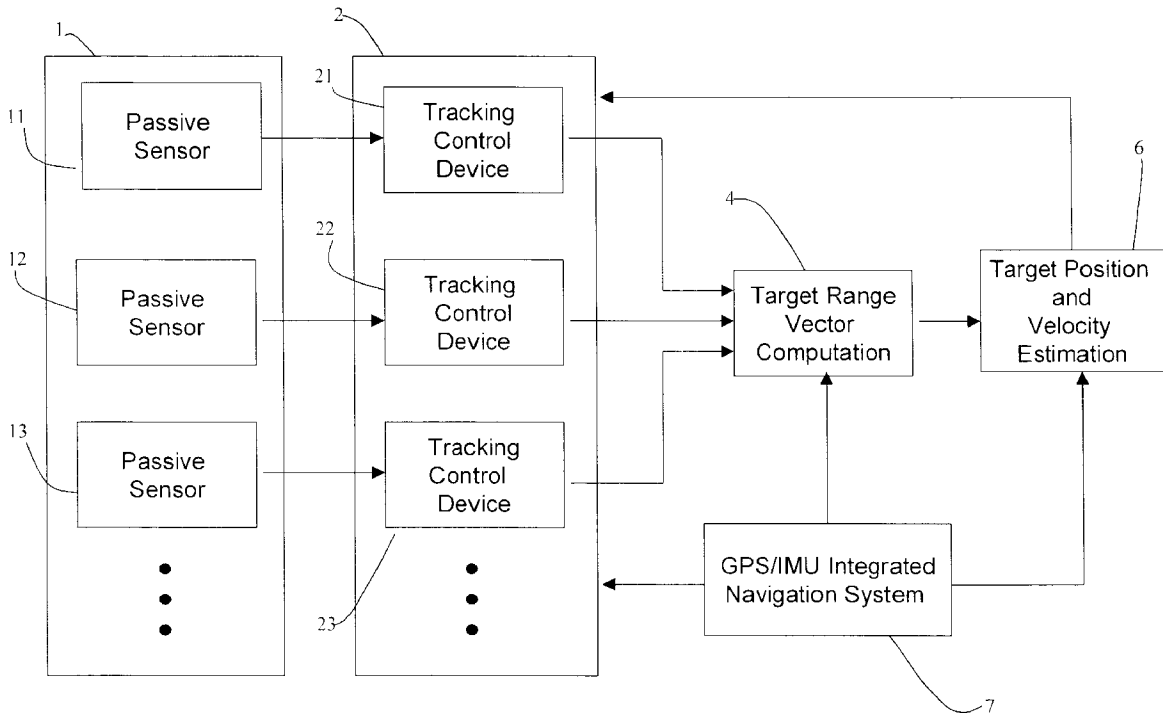 1
2
11
Passive
Sensor
21
Tracking
Control
Device
12
Passive
Sensor
22
Tracking
Control
Device
13
Passive
Sensor
Tracking
Control
Device
23
4
Target Range
Vector
Computation
6
Target Position
and
Velocity
Estimation
GPS/IMU Integrated
Navigation System
7